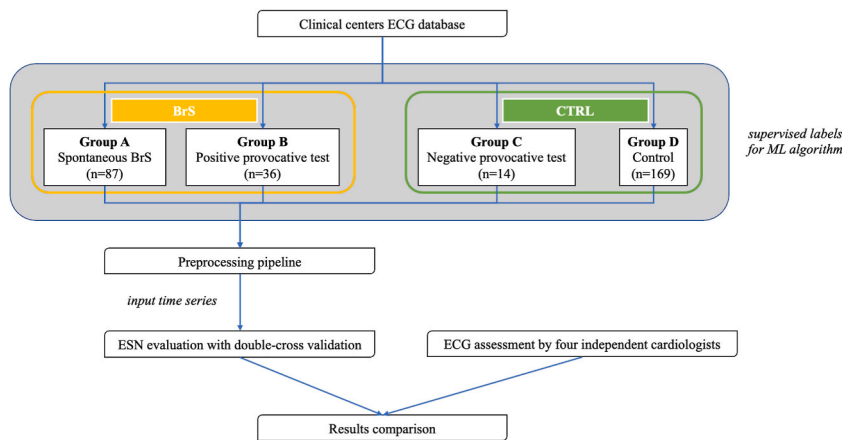 Clinical centers ECG database
BrS
CTRL
Group A
Spontaneous BrS
(n=87)
Group B
Positive provocative test
(n=36)
Group C
Negative provocative test
(n=14)
Group D
Control
(n=169)
supervised labels
for ML algorithm
Preprocessing pipeline
input time series
ESN evaluation with double-cross validation
ECG assessment by four independent cardiologists
Results comparison